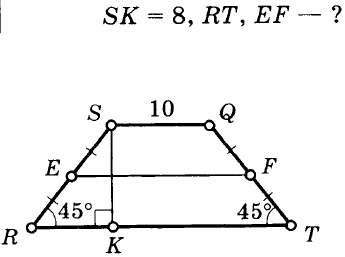 SK = 8, RT, EF — ?
S 10 Q
E F
45° 45°
R K T